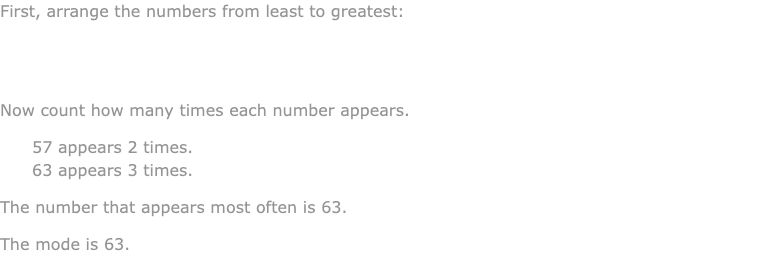 First, arrange the numbers from least to greatest:
Now count how many times each number appears.
57 appears 2 times.
63 appears 3 times.
The number that appears most often is 63.
The mode is 63.